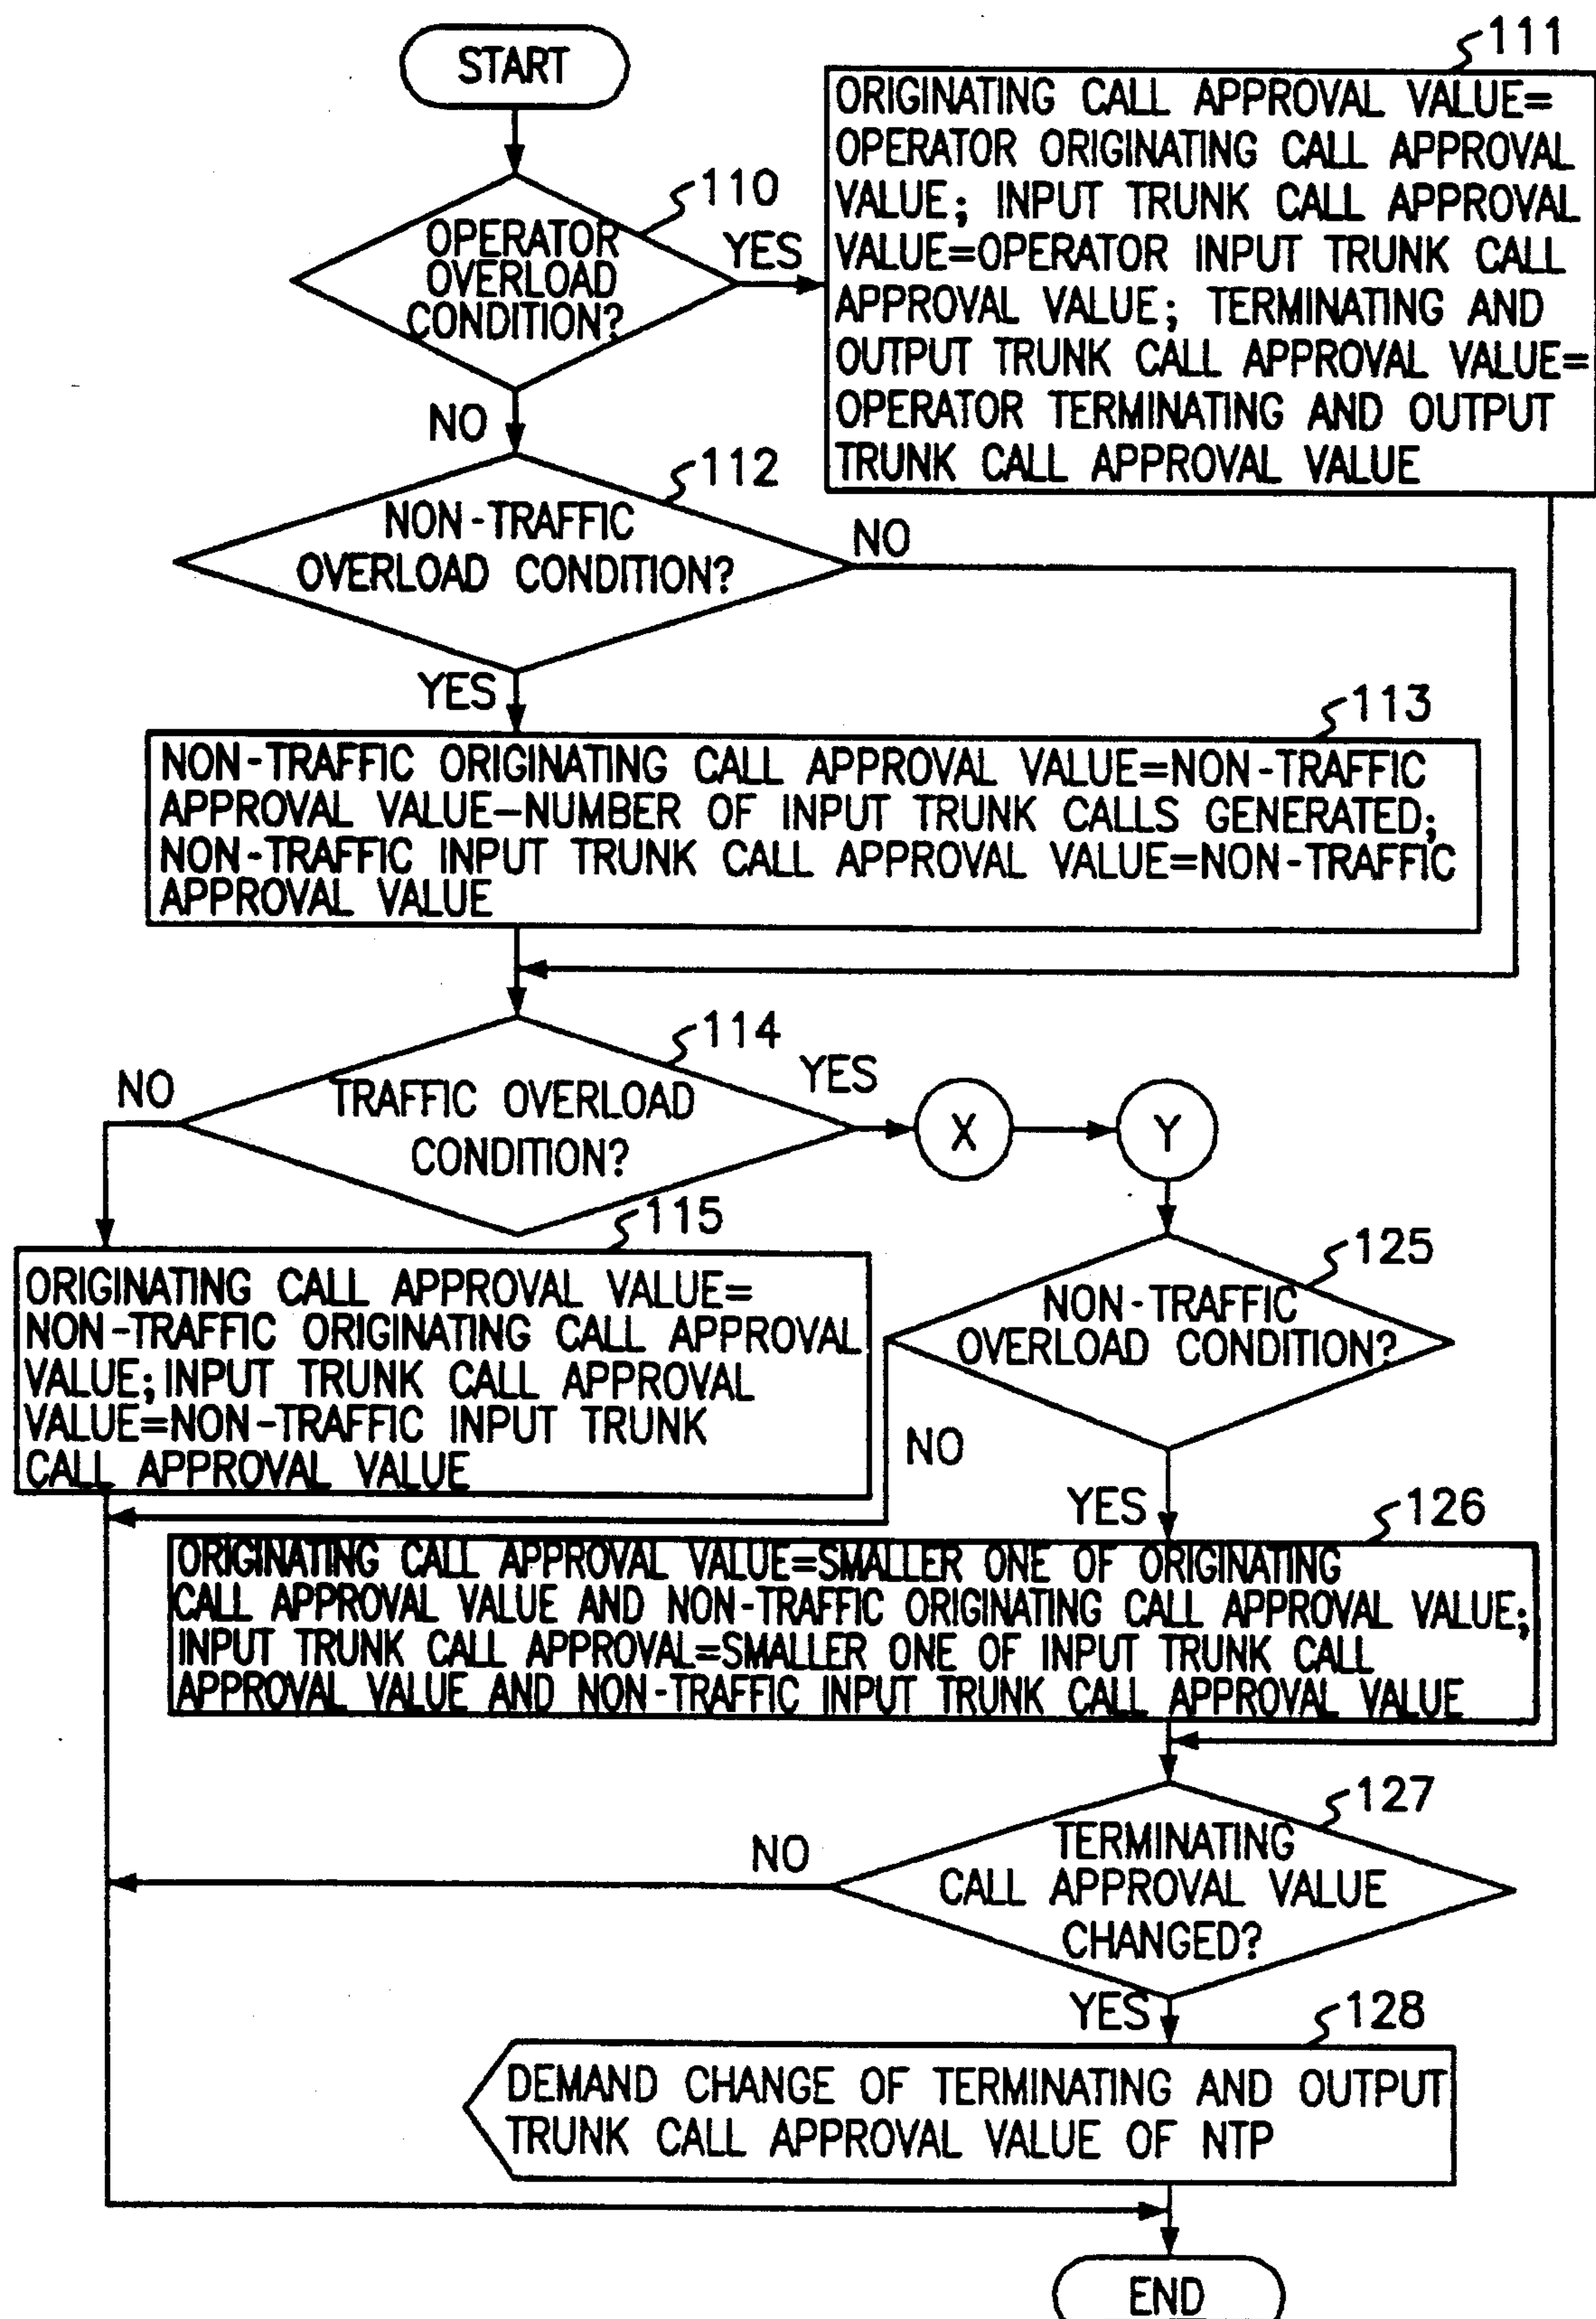 START
111
ORIGINATING CALL APPROVAL VALUE=
OPERATOR ORIGINATING CALL APPROVAL
VALUE; INPUT TRUNK CALL APPROVAL
VALUE=OPERATOR INPUT TRUNK CALL
APPROVAL VALUE; TERMINATING AND
OUTPUT TRUNK CALL APPROVAL VALUE=
OPERATOR TERMINATING AND OUTPUT
TRUNK CALL APPROVAL VALUE
110
OPERATOR
OVERLOAD
CONDITION?
YES
NO
112
NON-TRAFFIC
OVERLOAD CONDITION?
NO
YES
113
NON-TRAFFIC ORIGINATING CALL APPROVAL VALUE=NON-TRAFFIC
APPROVAL VALUE-NUMBER OF INPUT TRUNK CALLS GENERATED;
NON-TRAFFIC INPUT TRUNK CALL APPROVAL VALUE=NON-TRAFFIC
APPROVAL VALUE
114
NO
TRAFFIC OVERLOAD
CONDITION?
YES
X
Y
115
ORIGINATING CALL APPROVAL VALUE=
NON-TRAFFIC ORIGINATING CALL APPROVAL
VALUE; INPUT TRUNK CALL APPROVAL
VALUE=NON-TRAFFIC INPUT TRUNK
CALL APPROVAL VALUE
125
NON-TRAFFIC
OVERLOAD CONDITION?
NO
YES
126
ORIGINATING CALL APPROVAL VALUE=SMALLER ONE OF ORIGINATING
CALL APPROVAL VALUE AND NON-TRAFFIC ORIGINATING CALL APPROVAL VALUE;
INPUT TRUNK CALL APPROVAL=SMALLER ONE OF INPUT TRUNK CALL
APPROVAL VALUE AND NON-TRAFFIC INPUT TRUNK CALL APPROVAL VALUE
127
TERMINATING
CALL APPROVAL VALUE
CHANGED?
NO
YES
128
DEMAND CHANGE OF TERMINATING AND OUTPUT
TRUNK CALL APPROVAL VALUE OF NTP
END